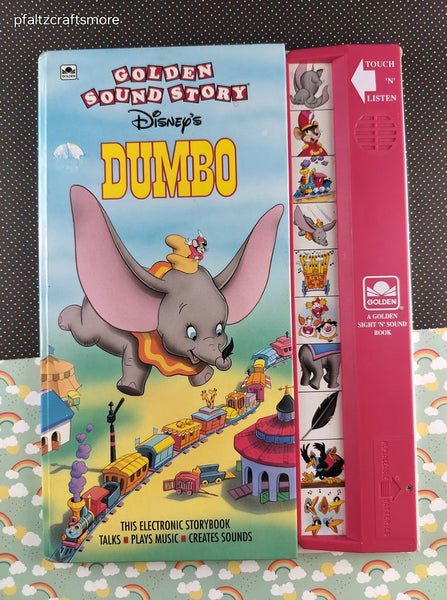 pfaltzcraftsmore
GOLDEN
GOLDEN
SOUND STORY
DISNEY'S
DUMBO
THIS ELECTRONIC STORYBOOK
TALKS ■ PLAYS MUSIC ■ CREATES SOUNDS
TOUCH
'N'
LISTEN
GOLDEN
A GOLDEN
SIGHT 'N' SOUND
BOOK